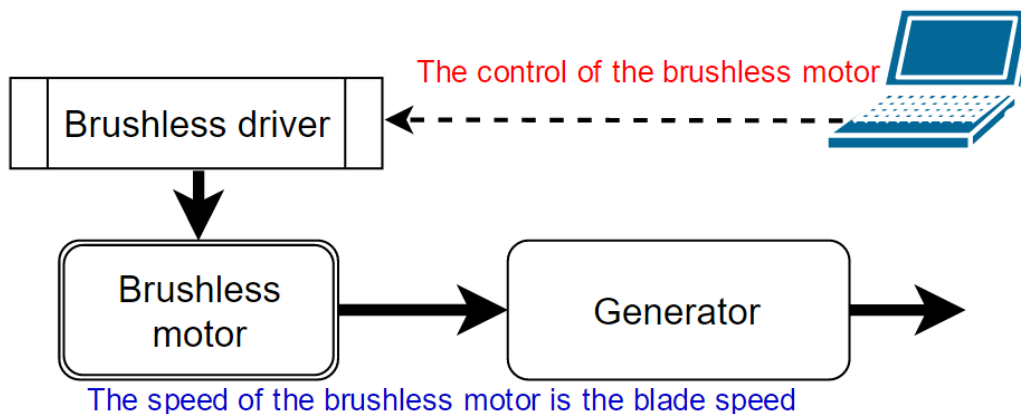 The control of the brushless motor
Brushless driver
Brushless
motor
Generator
The speed of the brushless motor is the blade speed